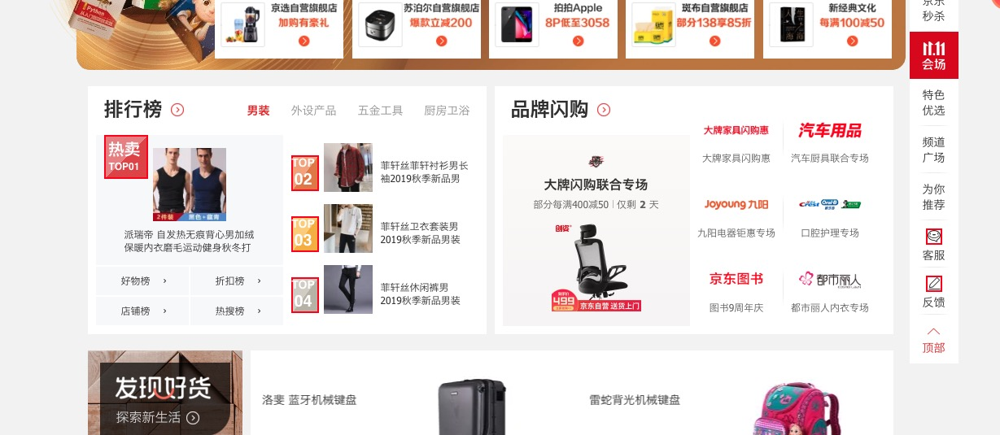 Python
京选自营旗舰店
加购有豪礼
苏泊尔自营旗舰店
爆款立减200
拍拍Apple
8P低至3058
斑布自营旗舰店
部分138享85折
新经典文化
每满100减50
京东
秒杀
11.11
会场
特色
优选
频道
广场
为你
推荐
客服
反馈
顶部
排行榜
男装
外设产品
五金工具
厨房卫浴
热卖
TOP01
2件装
黑色+藏青
派瑞帝 自发热无痕背心男加绒
保暖内衣磨毛运动健身秋冬打
好物榜
折扣榜
店铺榜
热搜榜
TOP
02
菲轩丝菲轩衬衫男长
袖2019秋季新品男
TOP
03
菲轩丝卫衣套装男
2019秋季新品男装
TOP
04
菲轩丝休闲裤男
2019秋季新品男装
品牌闪购
大牌闪购联合专场
部分每满400减50 | 仅剩 2 天
创姿
499
京东自营 送货上门
大牌家具闪购惠
大牌家具闪购惠
汽车用品
汽车厨具联合专场
Joyoung 九阳
九阳电器钜惠专场
Crest
Oral-B
口腔护理专场
京东图书
图书9周年庆
都市丽人
都市丽人内衣专场
发现好货
探索新生活
洛斐 蓝牙机械键盘
雷蛇背光机械键盘